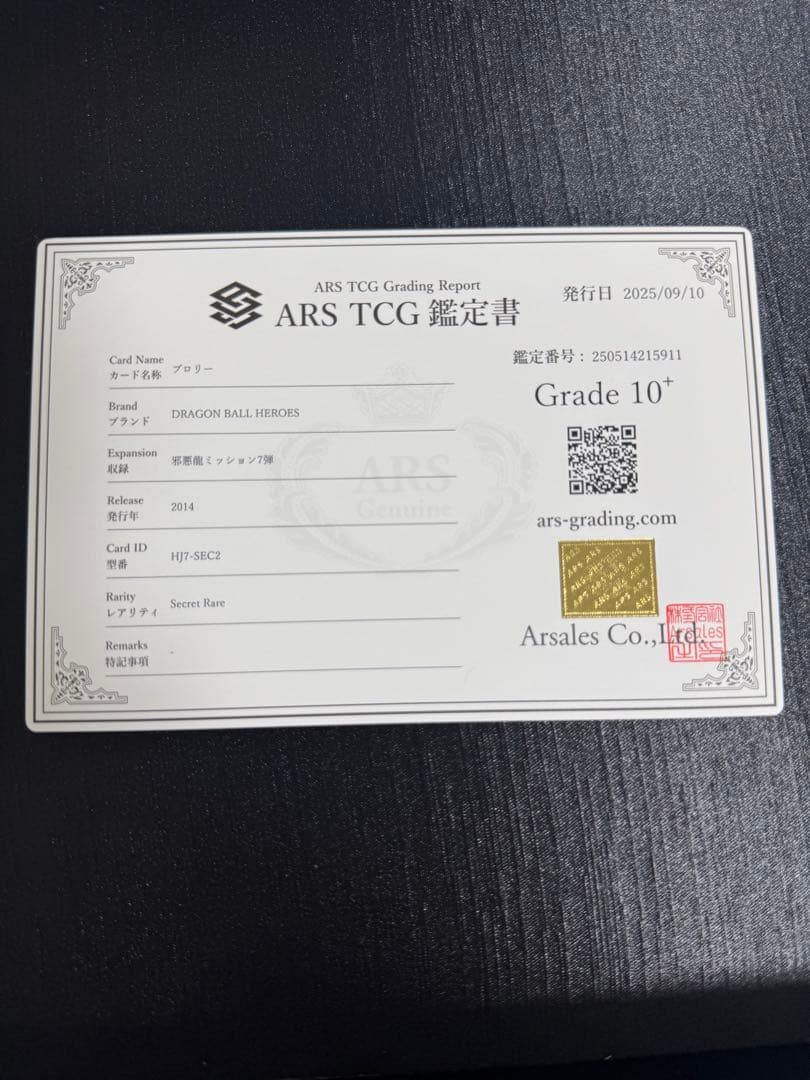 ARS TCG Grading Report
ARS TCG 鑑定書
発行日 2025/09/10
Card Name
カード名称 ブロリー
Brand
ブランド DRAGON BALL HEROES
Expansion
収録 邪悪龍ミッション7弾
Release
発行年 2014
Card ID
型番 HJ7-SEC2
Rarity
レアリティ Secret Rare
Remarks
特記事項 -
ARS
Genuine
鑑定番号 : 250514215911
Grade 10+
ars-grading.com
ARS ARS
Arsales Co.,Ltd.
Arsales